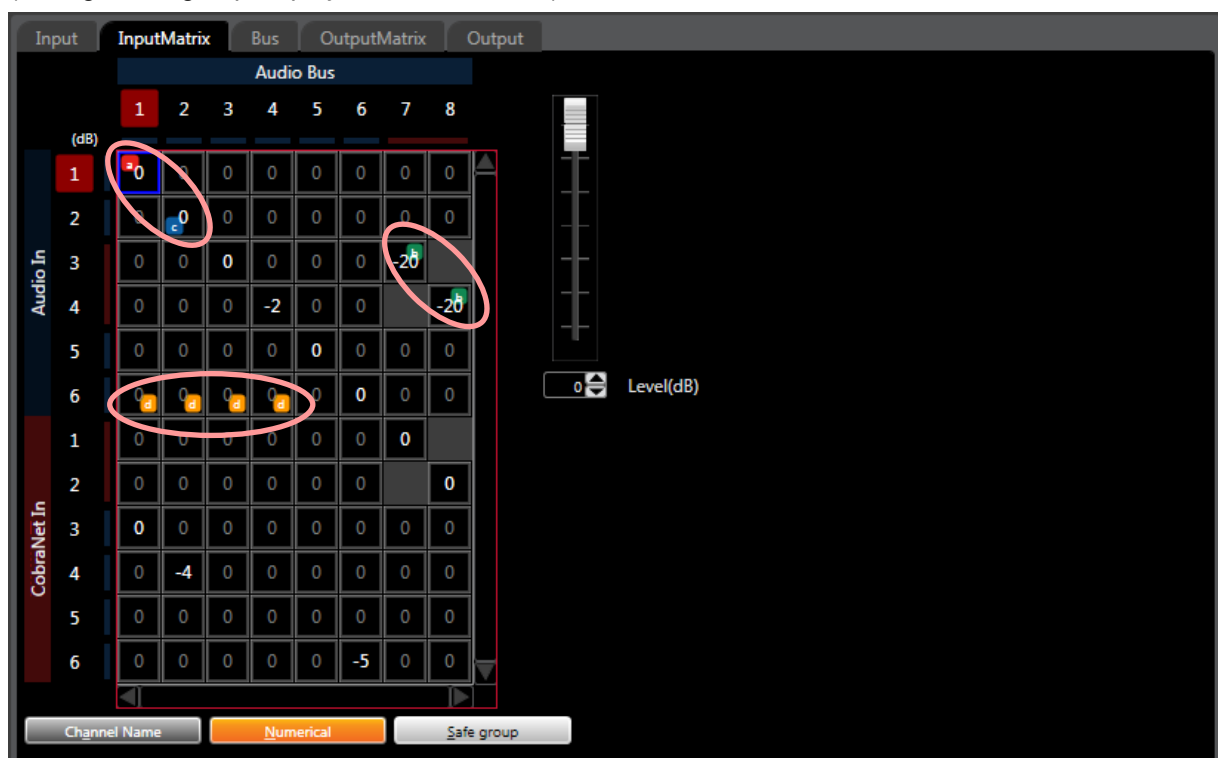 Input InputMatrix Bus OutputMatrix Output
Audio Bus
1 2 3 4 5 6 7 8
(dB)
Audio In
1 a 0 0 0 0 0 0 0 0
2 0 c 0 0 0 0 0 0 0
3 0 0 0 0 0 0 -20 b
4 0 0 0 -2 0 0 -20 b
5 0 0 0 0 0 0 0 0
6 0 d 0 d 0 d 0 d 0 0 0 0
0 Level(dB)
CobraNet In
1 0 0 0 0 0 0 0
2 0 0 0 0 0 0 0
3 0 0 0 0 0 0 0 0
4 0 -4 0 0 0 0 0 0
5 0 0 0 0 0 0 0 0
6 0 0 0 0 0 -5 0 0
Channel Name Numerical Safe group